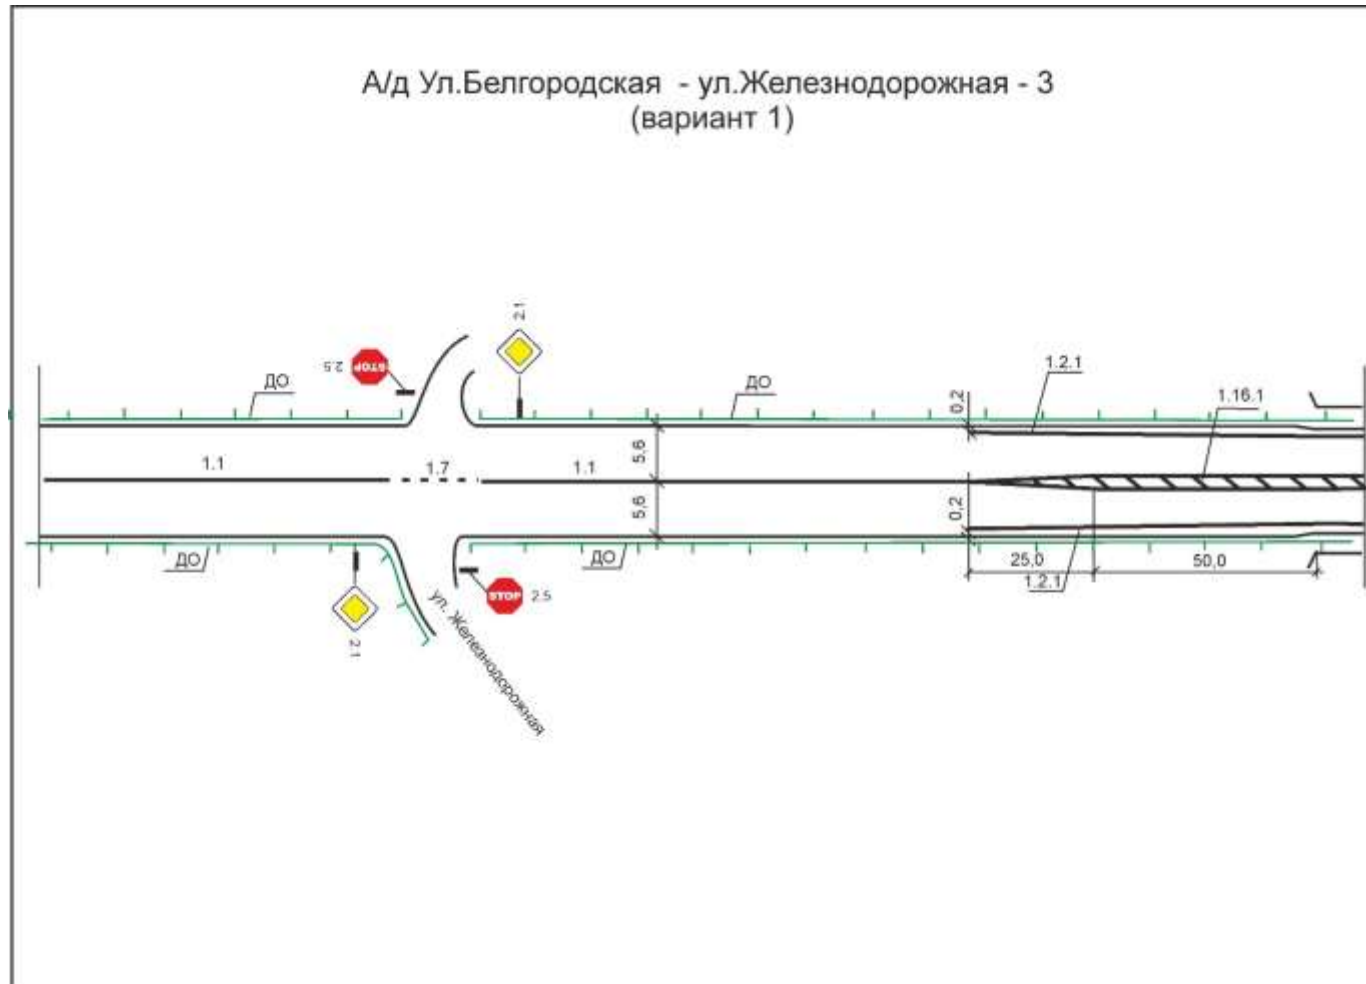 А/д Ул.Белгородская - ул.Железнодорожная - 3
(вариант 1)
2.1
2.5
STOP
ДО
ДО
1.2.1
0,2
1.16.1
1.1
1.7
1.1
5,6
5,6
0,2
ДО
ДО
25,0
50,0
1.2.1
STOP
2.5
2.1
ул. Железнодорожная